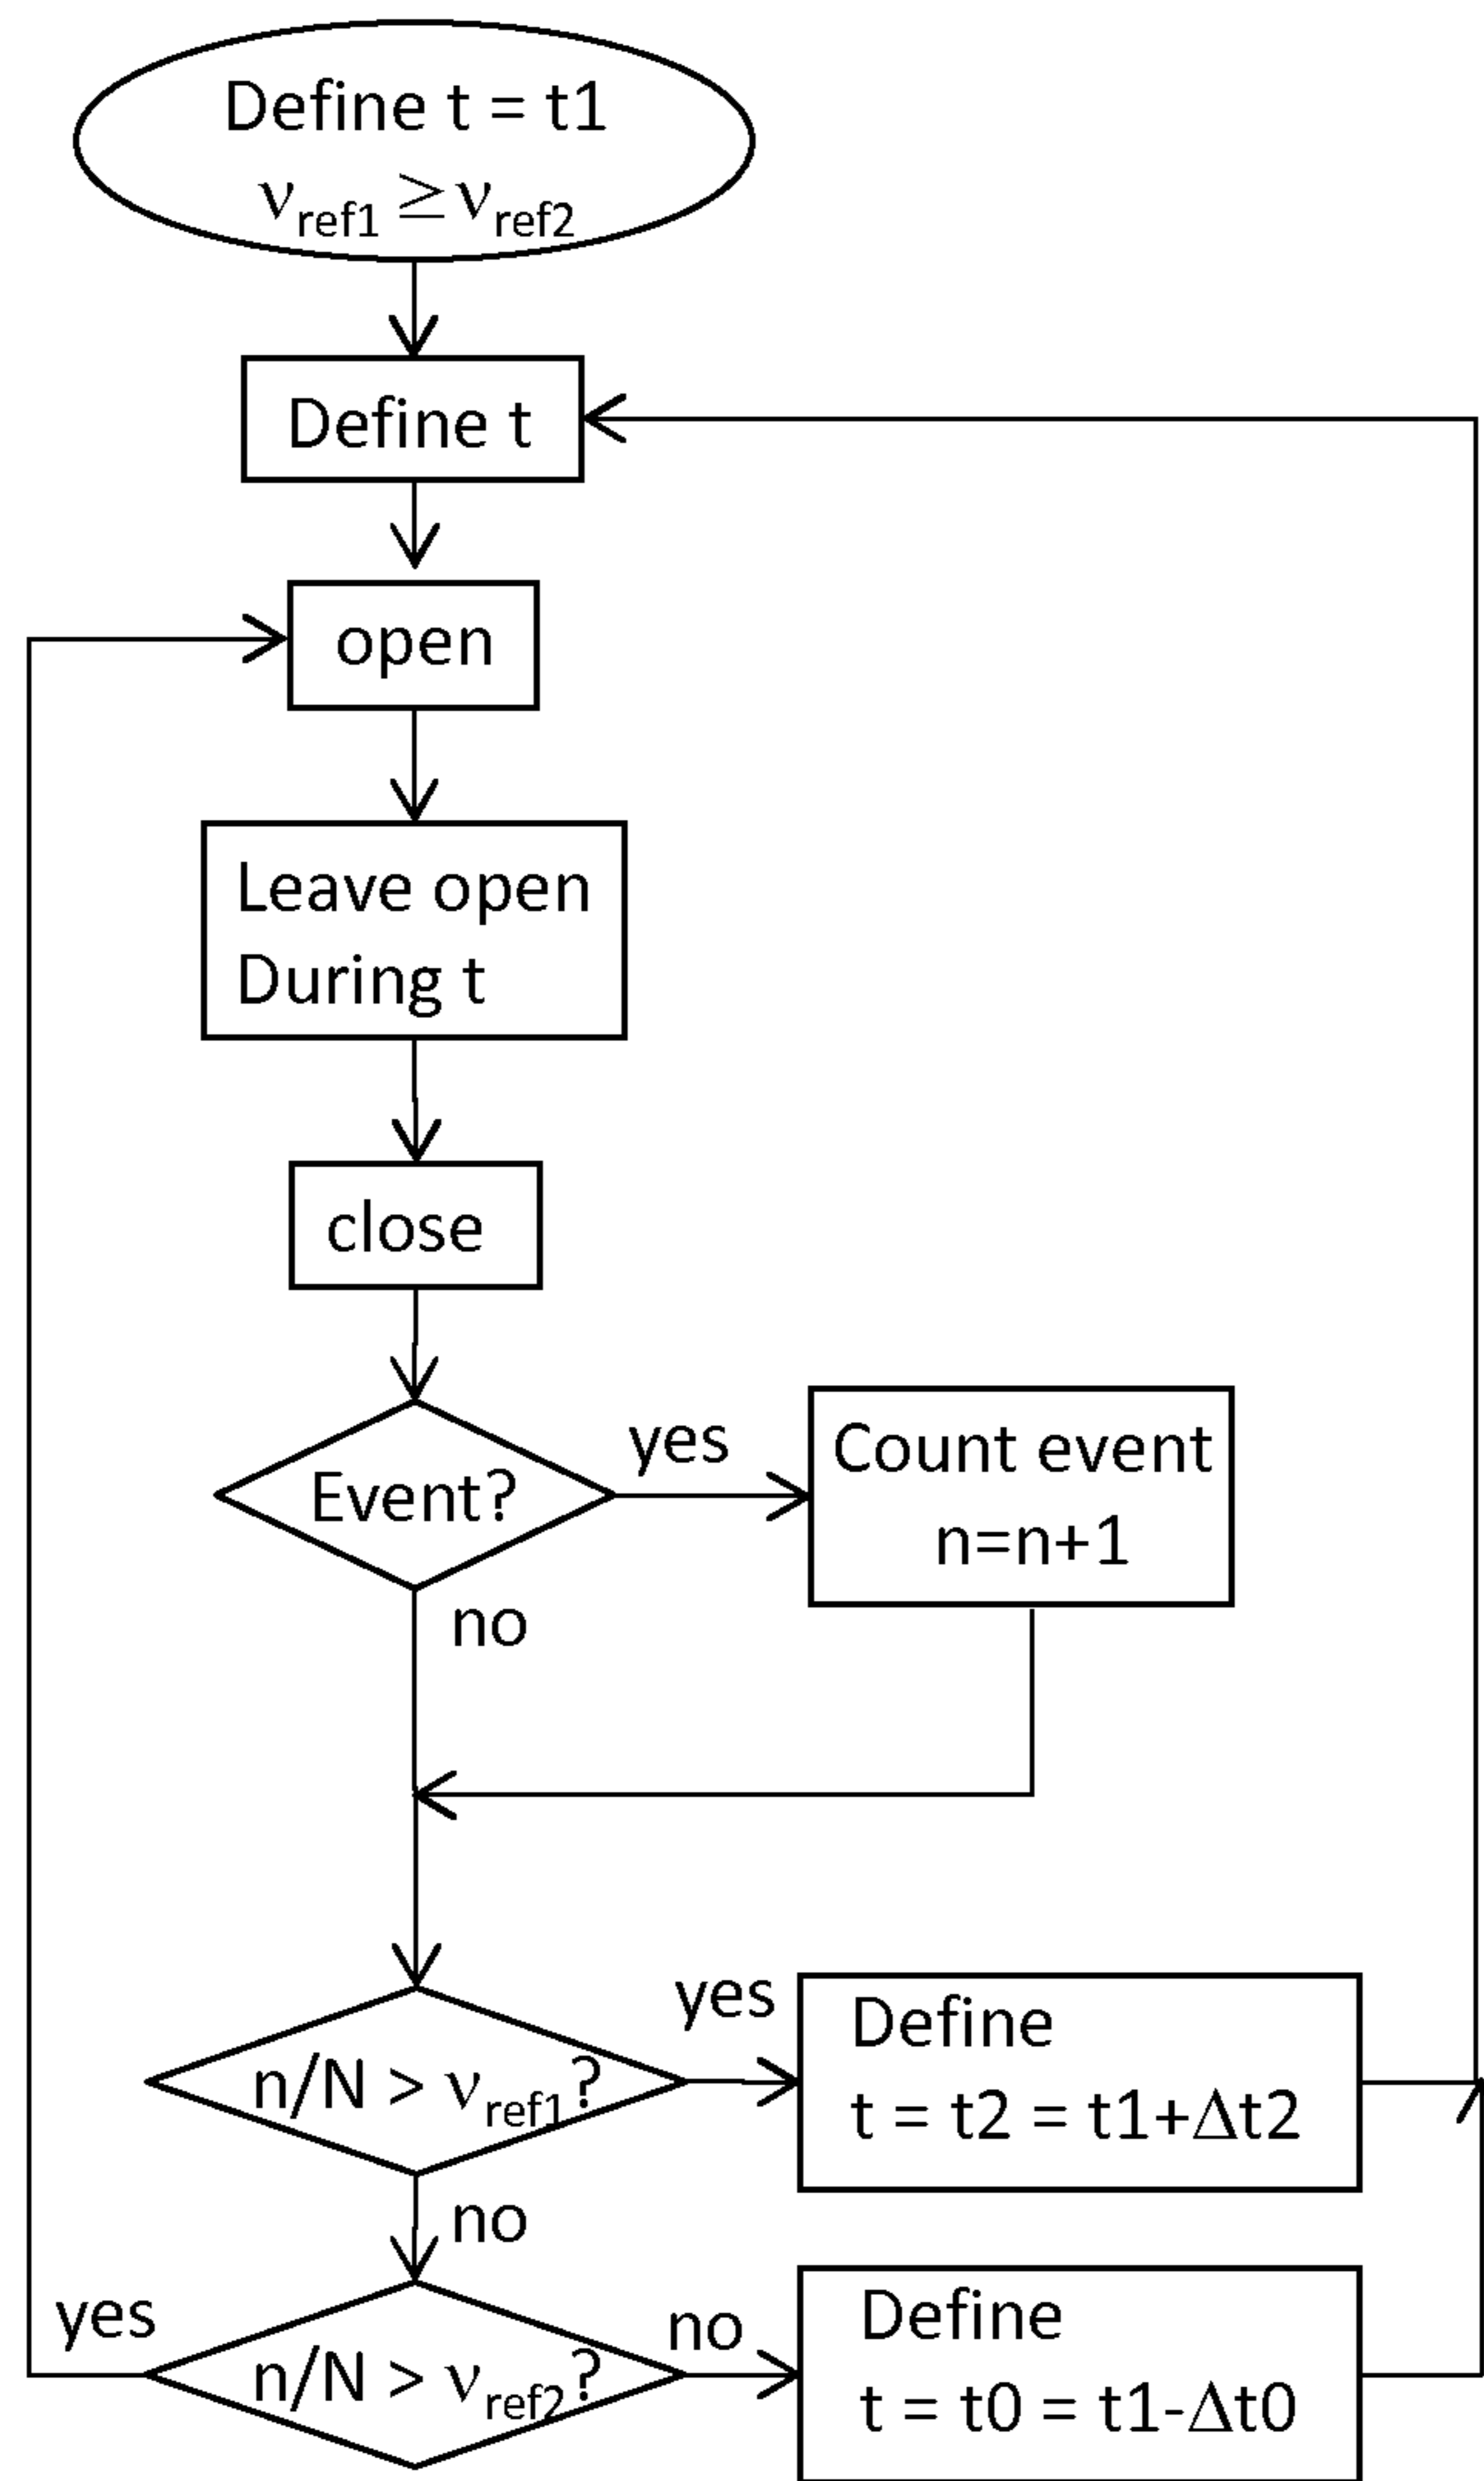 Define t = t1
νref1 ≥ νref2
Define t
open
Leave open
During t
close
Event?
yes
Count event
n=n+1
no
n/N > νref1?
yes
Define
t = t2 = t1+Δt2
no
yes
n/N > νref2?
no
Define
t = t0 = t1-Δt0